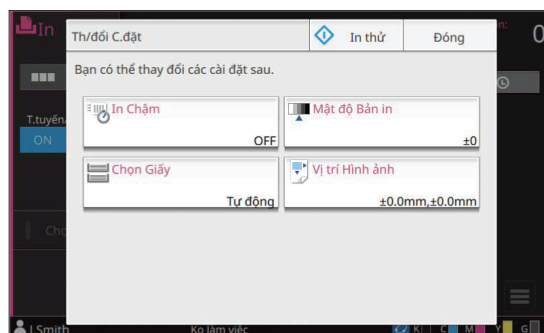 In
Th/đổi C.đặt
In thử
Đóng
0
Bạn có thể thay đổi các cài đặt sau.
T.tuyến
ON
In Chậm
OFF
Mật độ Bản in
±0
Chọn Giấy
Tự động
Vị trí Hình ảnh
±0.0mm,±0.0mm
J.Smith
Ko làm việc
K
C
M
Y
G